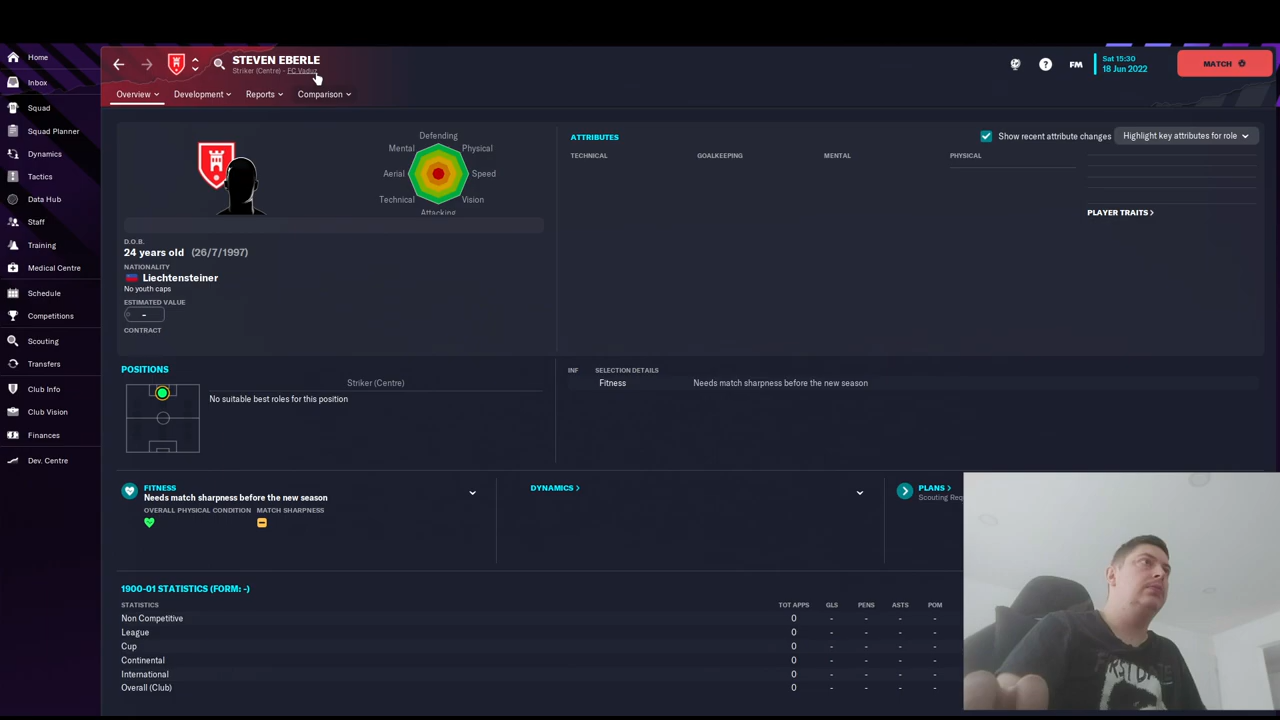 STEVEN EBERLE
Striker (Centre) - FC Vaduz
Sat 15:30
18 Jun 2022
FM
MATCH
Overview
Development
Reports
Comparison
Home
Inbox
Squad
Squad Planner
Dynamics
Tactics
Data Hub
Staff
Training
Medical Centre
Schedule
Competitions
Scouting
Transfers
Club Info
Club Vision
Finances
Dev. Centre
Defending
Mental
Physical
Aerial
Speed
Technical
Vision
Attacking
D.O.B.
24 years old (26/7/1997)
NATIONALITY
Liechtensteiner
No youth caps
ESTIMATED VALUE
-
CONTRACT
ATTRIBUTES
Show recent attribute changes
Highlight key attributes for role
TECHNICAL GOALKEEPING MENTAL PHYSICAL
PLAYER TRAITS >
POSITIONS
Striker (Centre)
No suitable best roles for this position
INF SELECTION DETAILS
Fitness Needs match sharpness before the new season
FITNESS
Needs match sharpness before the new season
OVERALL PHYSICAL CONDITION MATCH SHARPNESS
DYNAMICS >
PLANS >
Scouting Req
1900-01 STATISTICS (FORM: -)
STATISTICS TOT APPS GLS PENS ASTS POM
Non Competitive 0 - - - -
League 0 - - - -
Cup 0 - - - -
Continental 0 - - - -
International 0 - - - -
Overall (Club) 0 - - - -